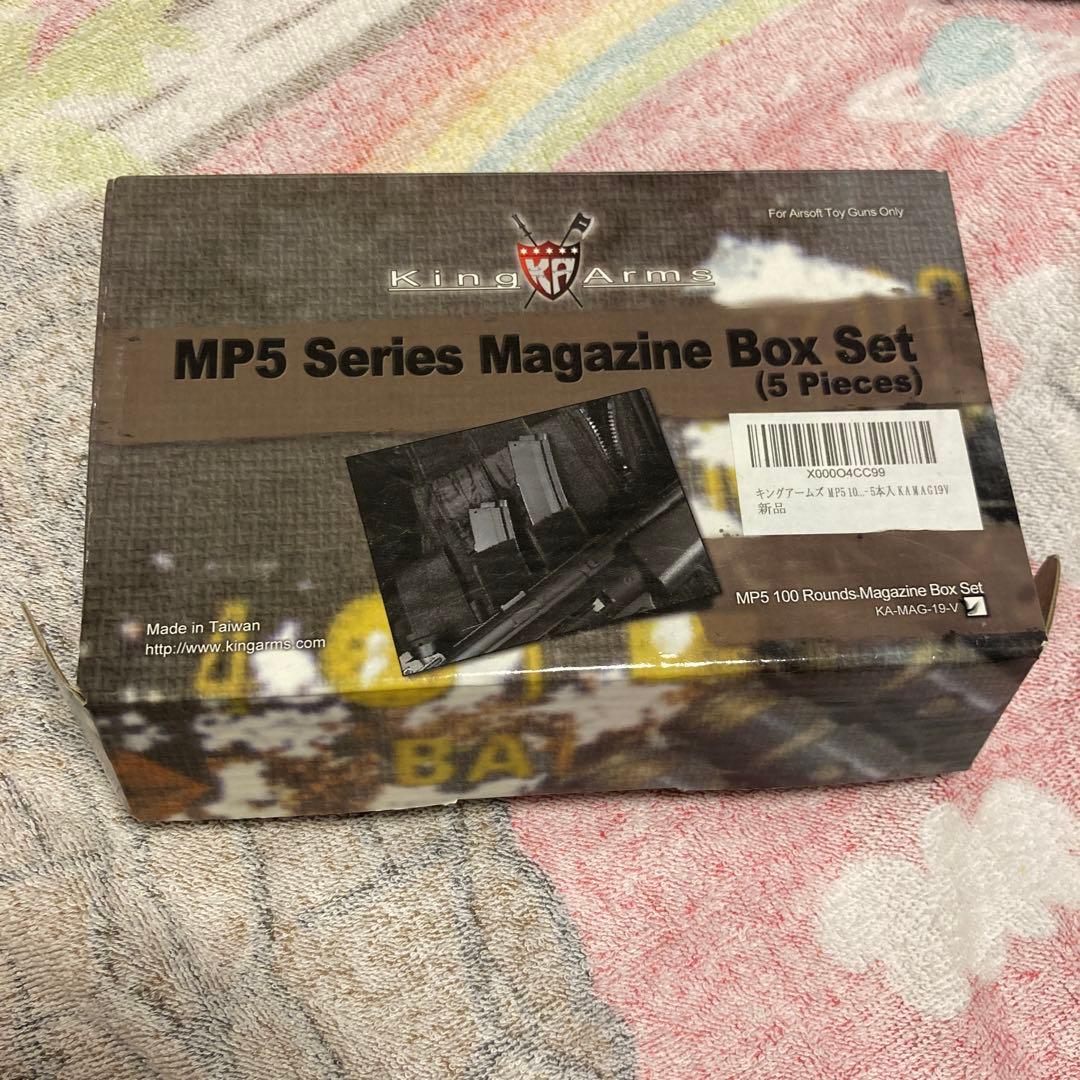 For Airsoft Toy Guns Only
King KA Arms
MP5 Series Magazine Box Set
(5 Pieces)
X000O4CC99
キングアームズ MP5 10...-5本入 KAMAG19V
新品
MP5 100 Rounds Magazine Box Set
KA-MAG-19-V
Made in Taiwan
http://www.kingarms.com
BA